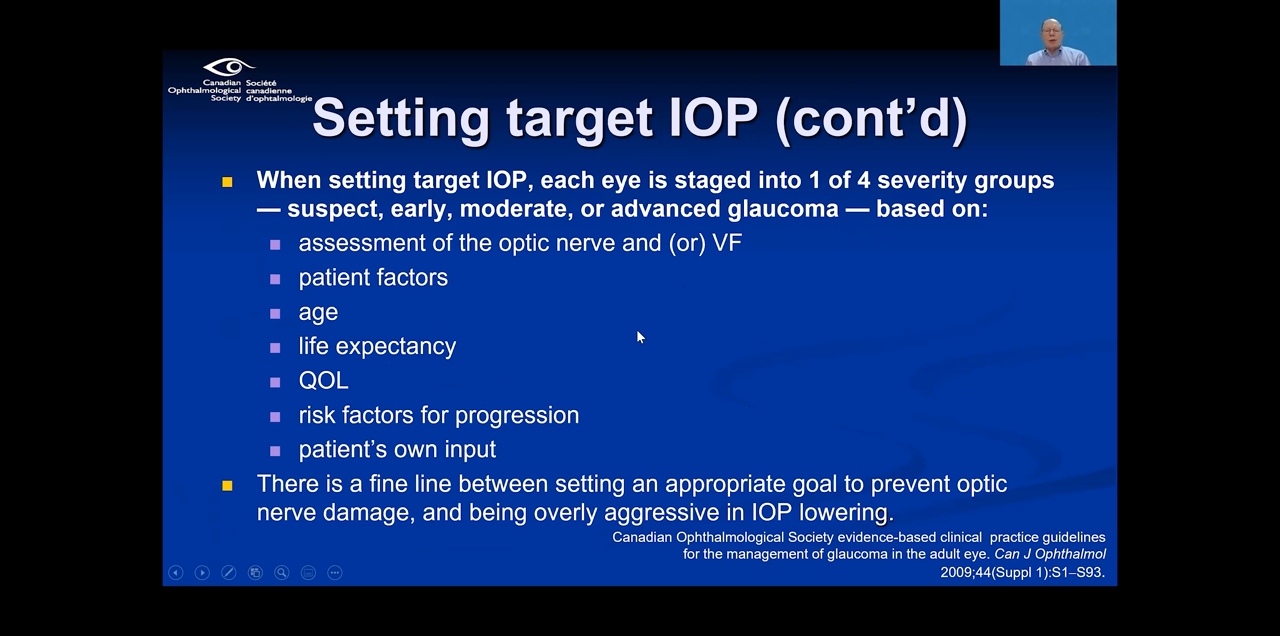 Canadian Société
Ophthalmological canadienne
Society d'ophtalmologie
Setting target IOP (cont’d)
When setting target IOP, each eye is staged into 1 of 4 severity groups
— suspect, early, moderate, or advanced glaucoma — based on:
assessment of the optic nerve and (or) VF
patient factors
age
life expectancy
QOL
risk factors for progression
patient’s own input
There is a fine line between setting an appropriate goal to prevent optic
nerve damage, and being overly aggressive in IOP lowering.
Canadian Ophthalmological Society evidence-based clinical practice guidelines
for the management of glaucoma in the adult eye. Can J Ophthalmol
2009;44(Suppl 1):S1–S93.